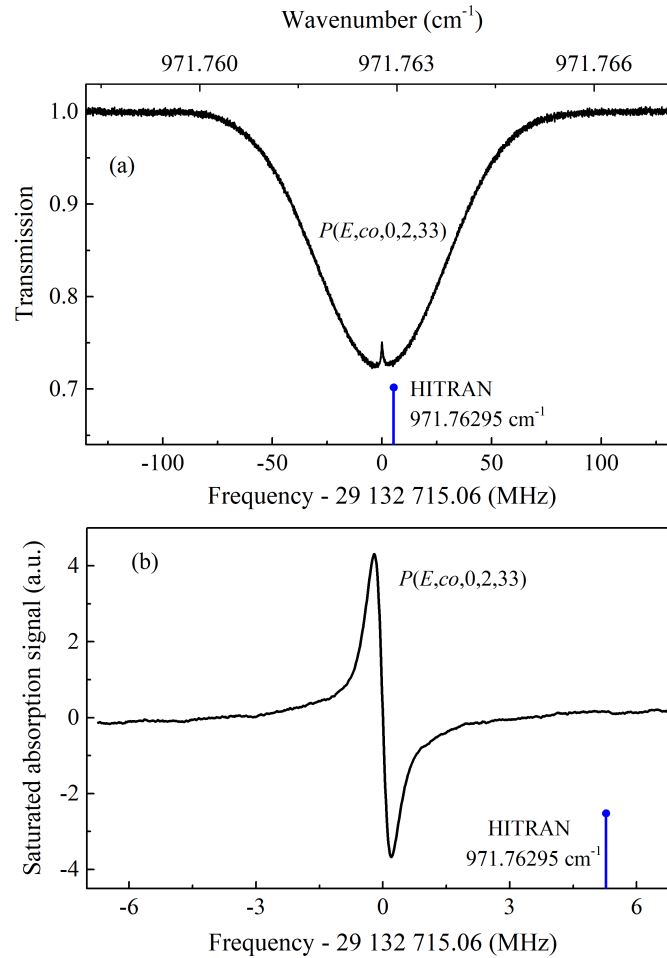 Wavenumber (cm⁻¹)
971.760 971.763 971.766
1.0
0.9
0.8
0.7
Transmission
(a)
P(E,co,0,2,33)
HITRAN
971.76295 cm⁻¹
-100 -50 0 50 100
Frequency - 29 132 715.06 (MHz)
4
2
0
-2
-4
Saturated absorption signal (a.u.)
(b)
P(E,co,0,2,33)
HITRAN
971.76295 cm⁻¹
-6 -3 0 3 6
Frequency - 29 132 715.06 (MHz)